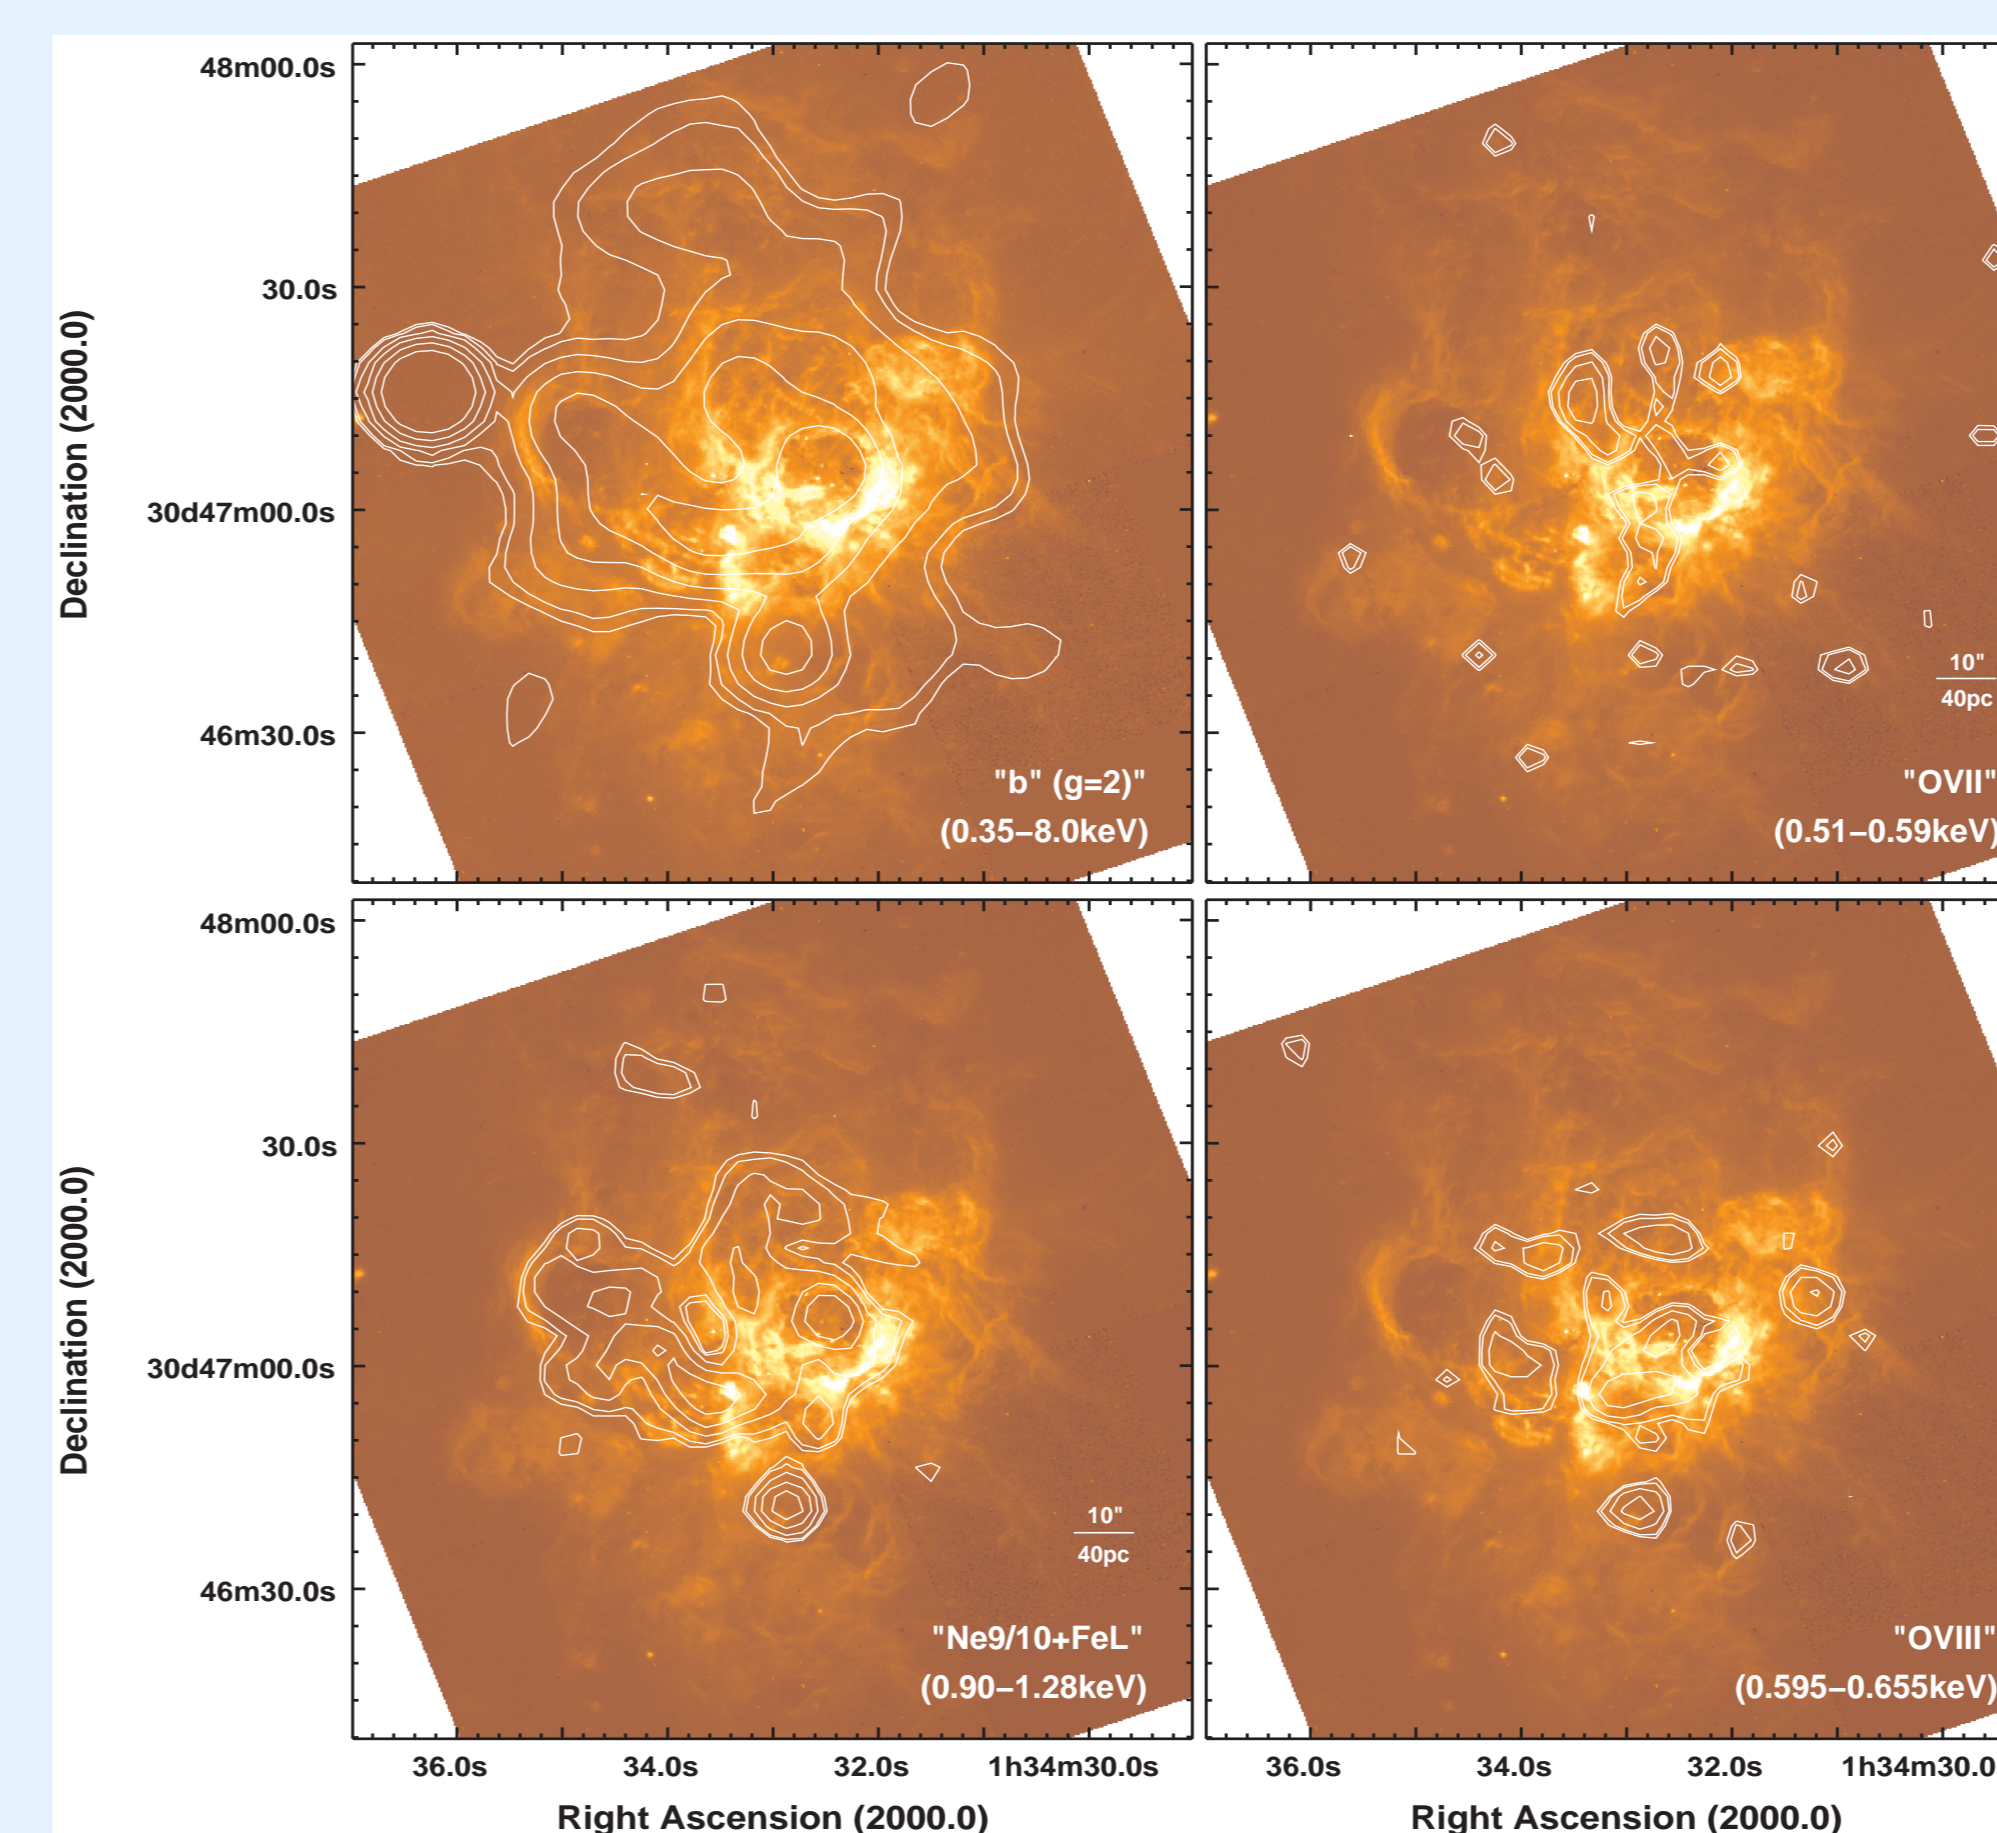 48m00.0s
30.0s
30d47m00.0s
46m30.0s
Declination (2000.0)
"b" (g=2)"
(0.35–8.0keV)
10"
40pc
"OVII"
(0.51–0.59keV)
48m00.0s
30.0s
30d47m00.0s
46m30.0s
Declination (2000.0)
10"
40pc
"Ne9/10+FeL"
(0.90–1.28keV)
"OVIII"
(0.595–0.655keV)
36.0s 34.0s 32.0s 1h34m30.0s
36.0s 34.0s 32.0s 1h34m30.0
Right Ascension (2000.0)
Right Ascension (2000.0)